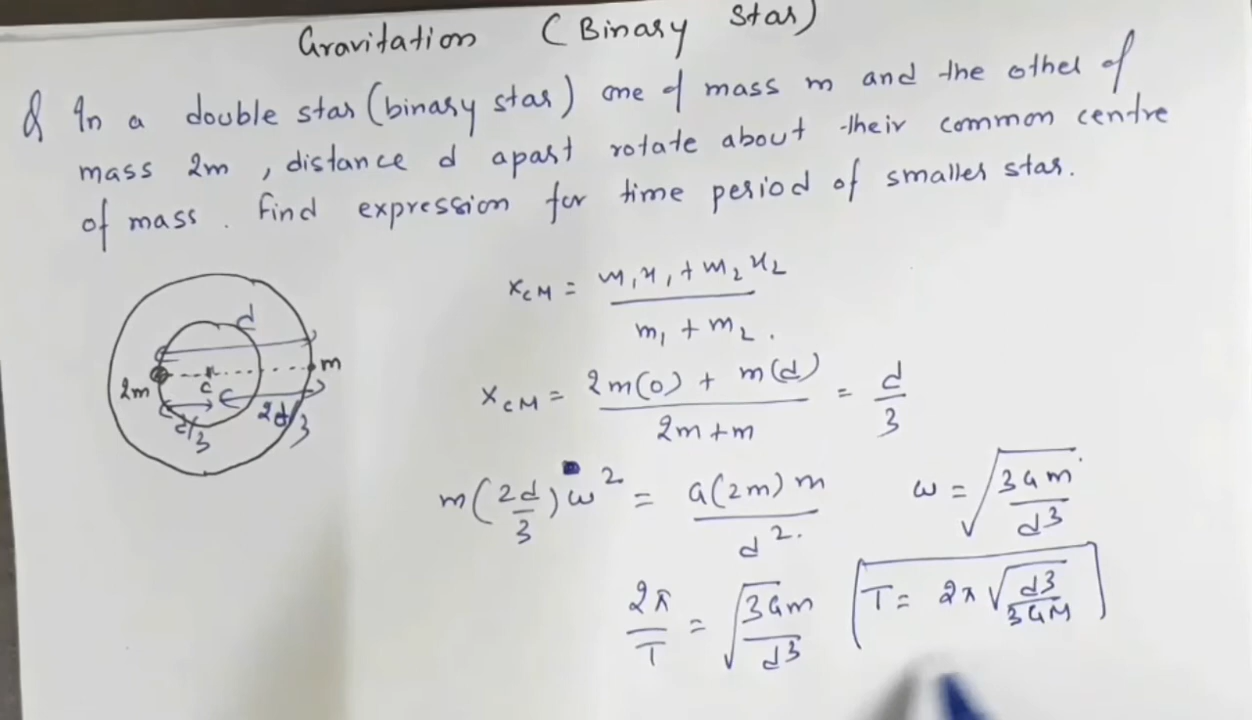 Gravitation (Binary Star)
Q In a double star (binary star) one of mass m and the other of
mass 2m, distance d apart rotate about their common centre
of mass. Find expression for time period of smaller star.
x_CM = (m₁x₁ + m₂x₂) / (m₁ + m₂).
x_CM = (2m(0) + m(d)) / (2m+m) = d/3
d
2m c m
d/3 2d/3
m(2d/3)ω² = G(2m)m / d². ω = √(3Gm/d3)
2π/T = √(3Gm/d3) T = 2π√(d3/3GM)